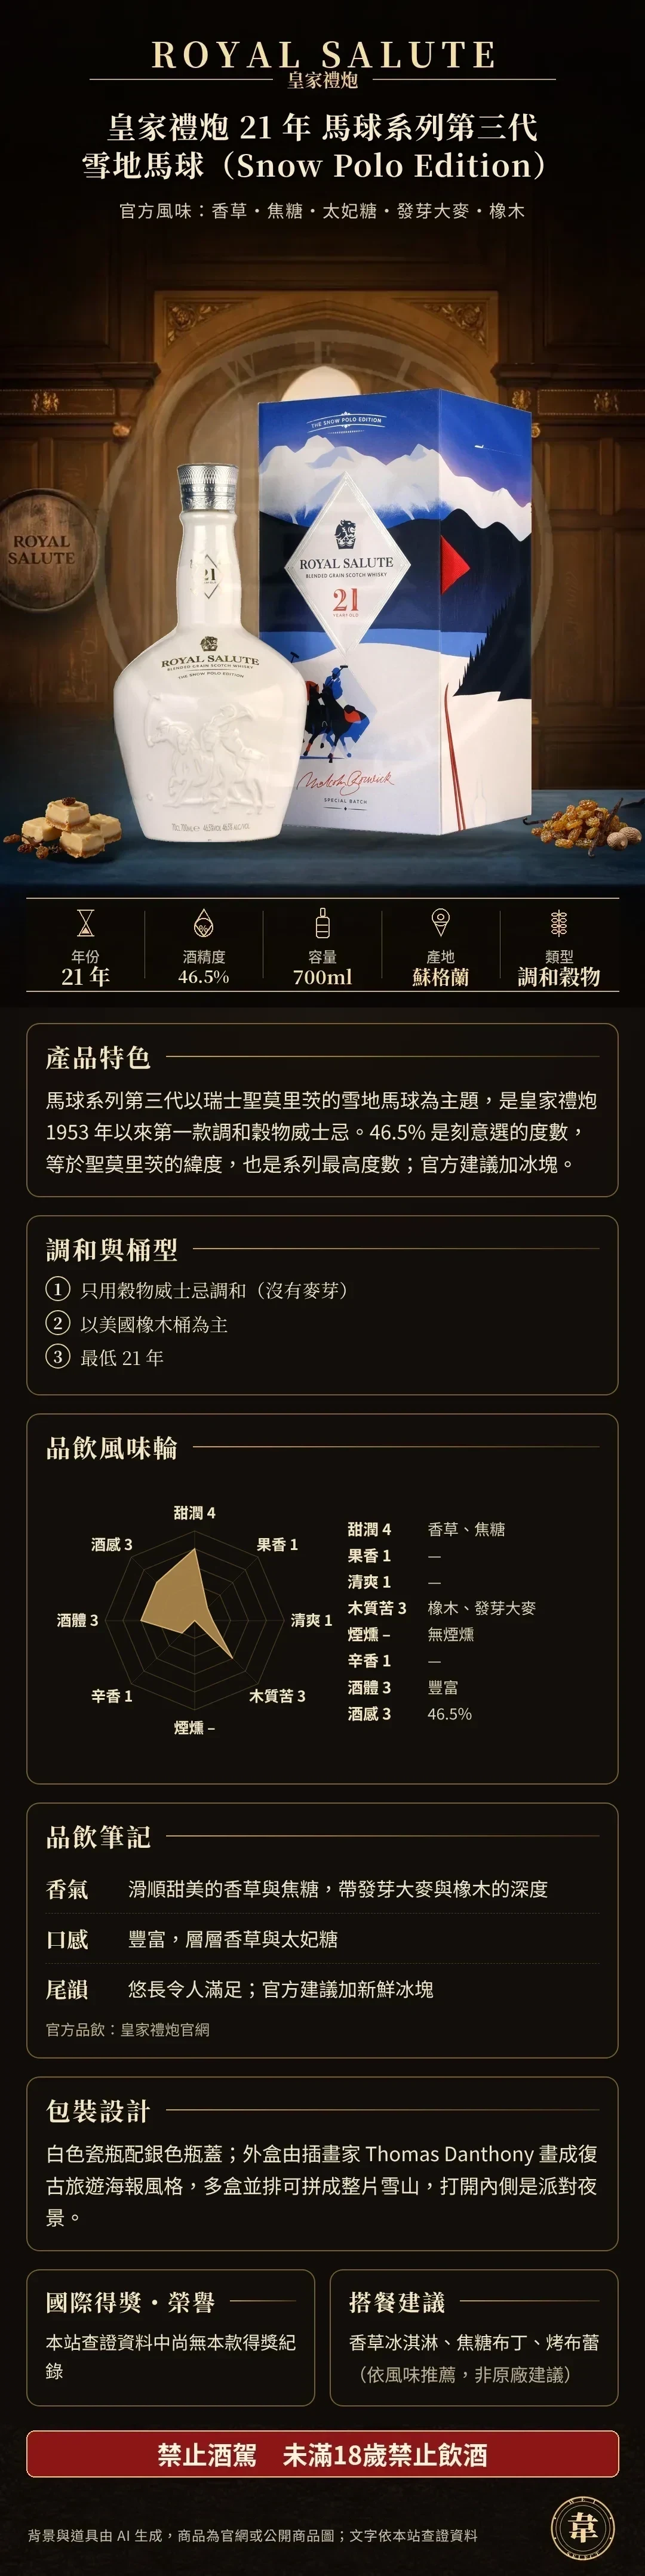 ROYAL SALUTE
皇家禮炮
皇家禮炮 21 年 馬球系列第三代
雪地馬球（Snow Polo Edition）
官方風味：香草・焦糖・太妃糖・發芽大麥・橡木
THE SNOW POLO EDITION
ROYAL SALUTE
BLENDED GRAIN SCOTCH WHISKY
21
YEARS OLD
SPECIAL BATCH
ROYAL
SALUTE
21
ROYAL SALUTE
BLENDED GRAIN SCOTCH WHISKY
THE SNOW POLO EDITION
年份
21 年
酒精度
46.5%
容量
700ml
產地
蘇格蘭
類型
調和穀物
產品特色
馬球系列第三代以瑞士聖莫里茨的雪地馬球為主題，是皇家禮炮
1953 年以來第一款調和穀物威士忌。46.5% 是刻意選的度數，
等於聖莫里茨的緯度，也是系列最高度數；官方建議加冰塊。
調和與桶型
1 只用穀物威士忌調和（沒有麥芽）
2 以美國橡木桶為主
3 最低 21 年
品飲風味輪
甜潤 4
果香 1
清爽 1
木質苦 3
煙燻 –
辛香 1
酒體 3
酒感 3
甜潤 4 香草、焦糖
果香 1 —
清爽 1 —
木質苦 3 橡木、發芽大麥
煙燻 – 無煙燻
辛香 1 —
酒體 3 豐富
酒感 3 46.5%
品飲筆記
香氣 滑順甜美的香草與焦糖，帶發芽大麥與橡木的深度
口感 豐富，層層香草與太妃糖
尾韻 悠長令人滿足；官方建議加新鮮冰塊
官方品飲：皇家禮炮官網
包裝設計
白色瓷瓶配銀色瓶蓋；外盒由插畫家 Thomas Danthony 畫成復
古旅遊海報風格，多盒並排可拼成整片雪山，打開內側是派對夜
景。
國際得獎・榮譽
本站查證資料中尚無本款得獎紀
錄
搭餐建議
香草冰淇淋、焦糖布丁、烤布蕾
（依風味推薦，非原廠建議）
禁止酒駕 未滿18歲禁止飲酒
背景與道具由 AI 生成，商品為官網或公開商品圖；文字依本站查證資料
韋